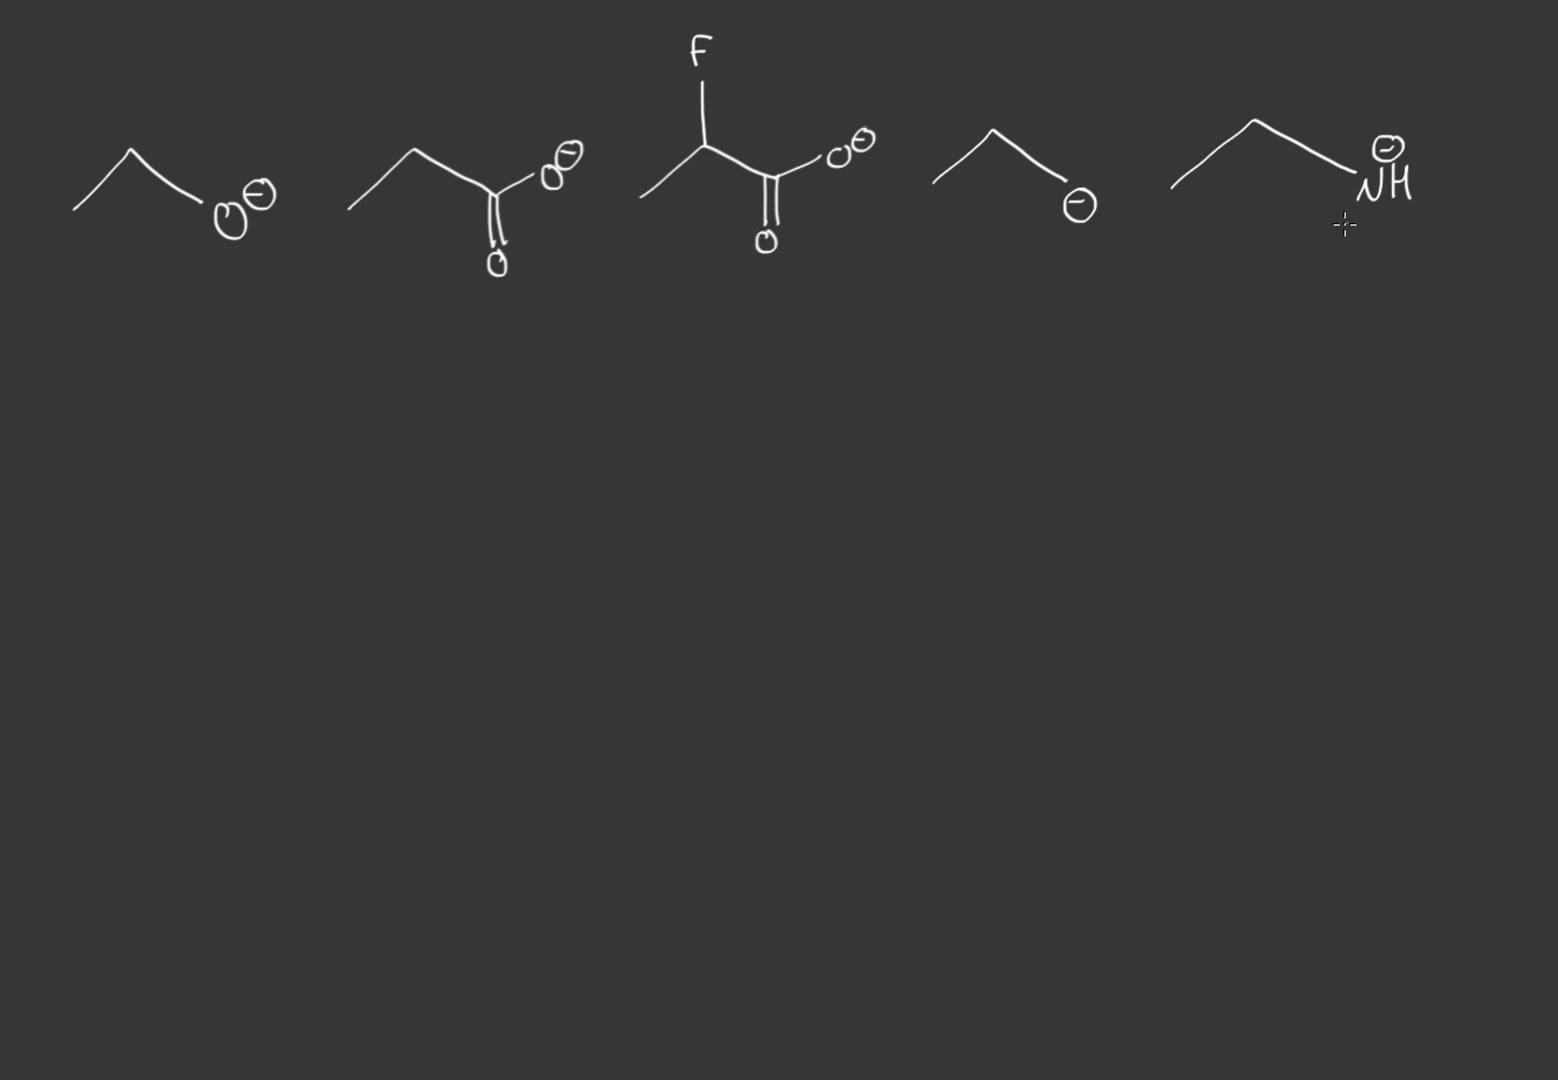 F
O⊖ O⊖ O⊖ ⊖ ⊖
NH
O O